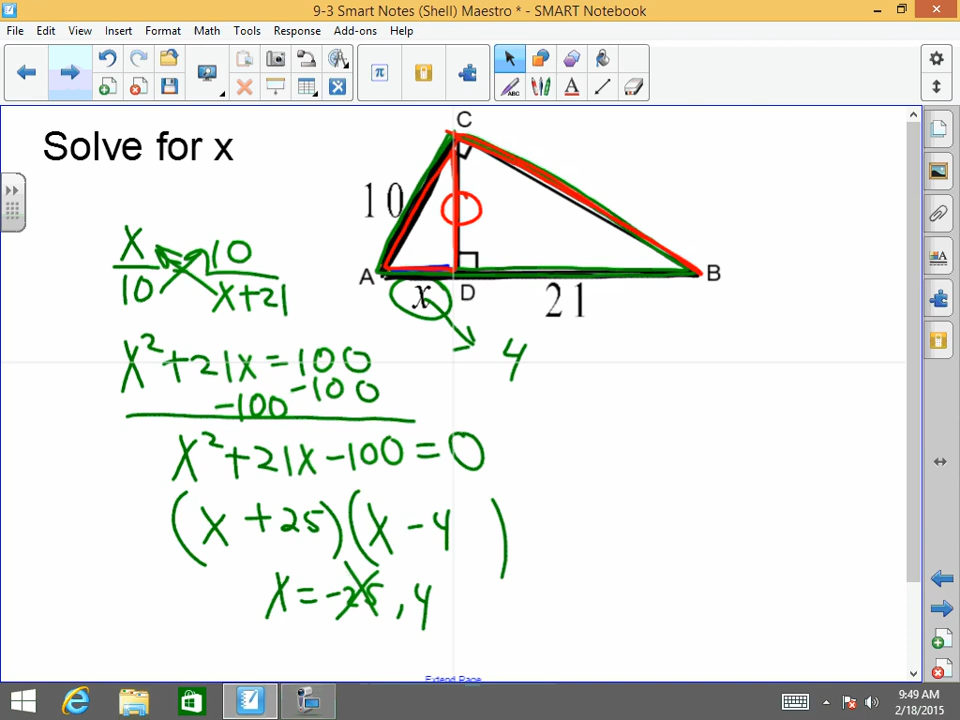 9-3 Smart Notes (Shell) Maestro * - SMART Notebook
File Edit View Insert Format Math Tools Response Add-ons Help
Solve for x
C
10
A
x
D
21
B
x/10 10/x+21
4
x²+21x=100
-100 -100
x²+21x-100=0
(x+25)(x-4)
x=-25,4
Extend Page
9:49 AM
2/18/2015